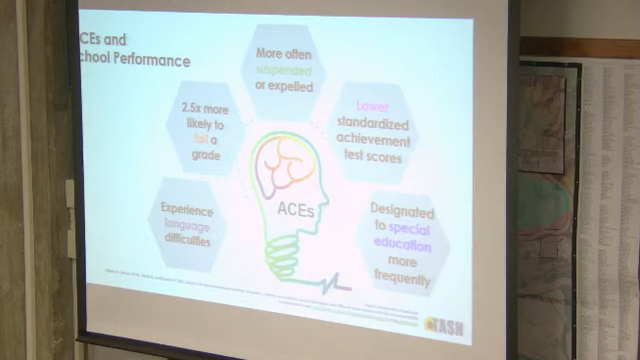 CEs and
chool Performance
More often
suspended
or expelled
2.5x more
likely to
fail a
grade
Lower
standardized
achievement
test scores
ACEs
Experience
language
difficulties
Designated
to special
education
more
frequently
TASN